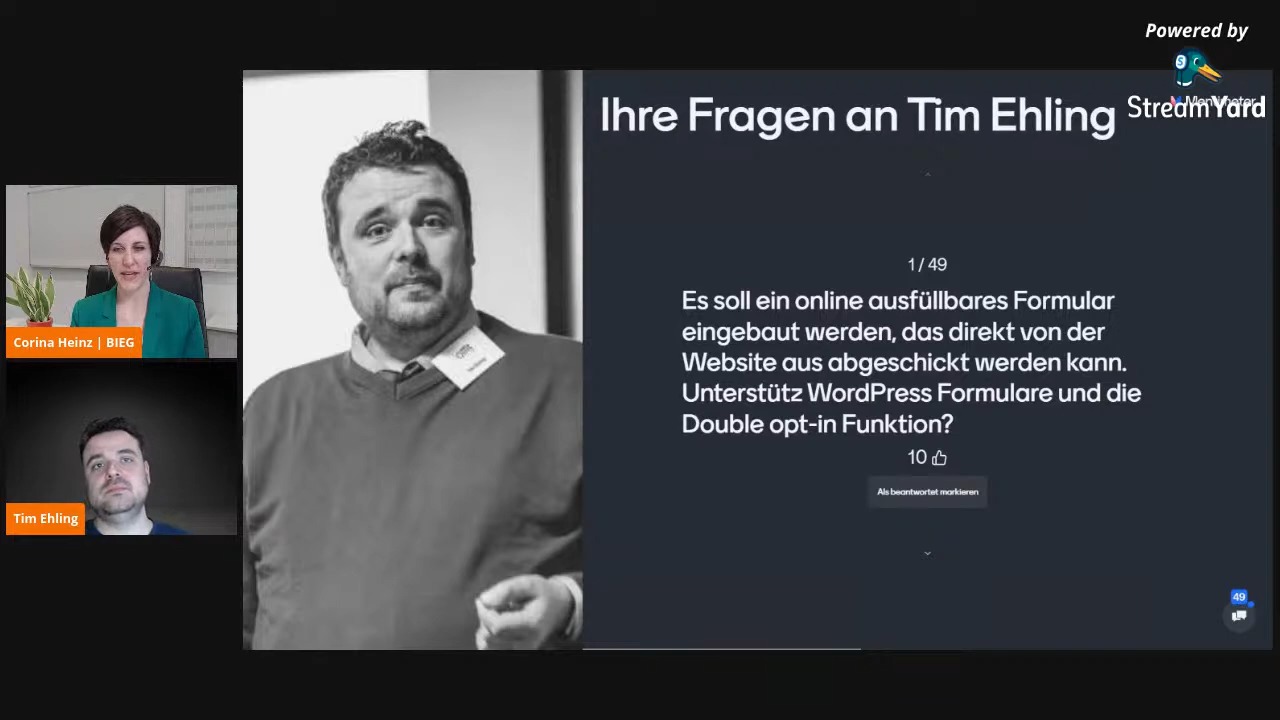 Powered by
StreamYard
Ihre Fragen an Tim Ehling
1 / 49
Es soll ein online ausfüllbares Formular
eingebaut werden, das direkt von der
Website aus abgeschickt werden kann.
Unterstütz WordPress Formulare und die
Double opt-in Funktion?
10
Als beantwortet markieren
49
Corina Heinz | BIEG
Tim Ehling